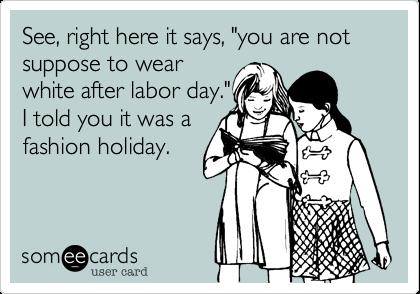 See, right here it says, "you are not
suppose to wear
white after labor day."
I told you it was a
fashion holiday.
someecards
user card